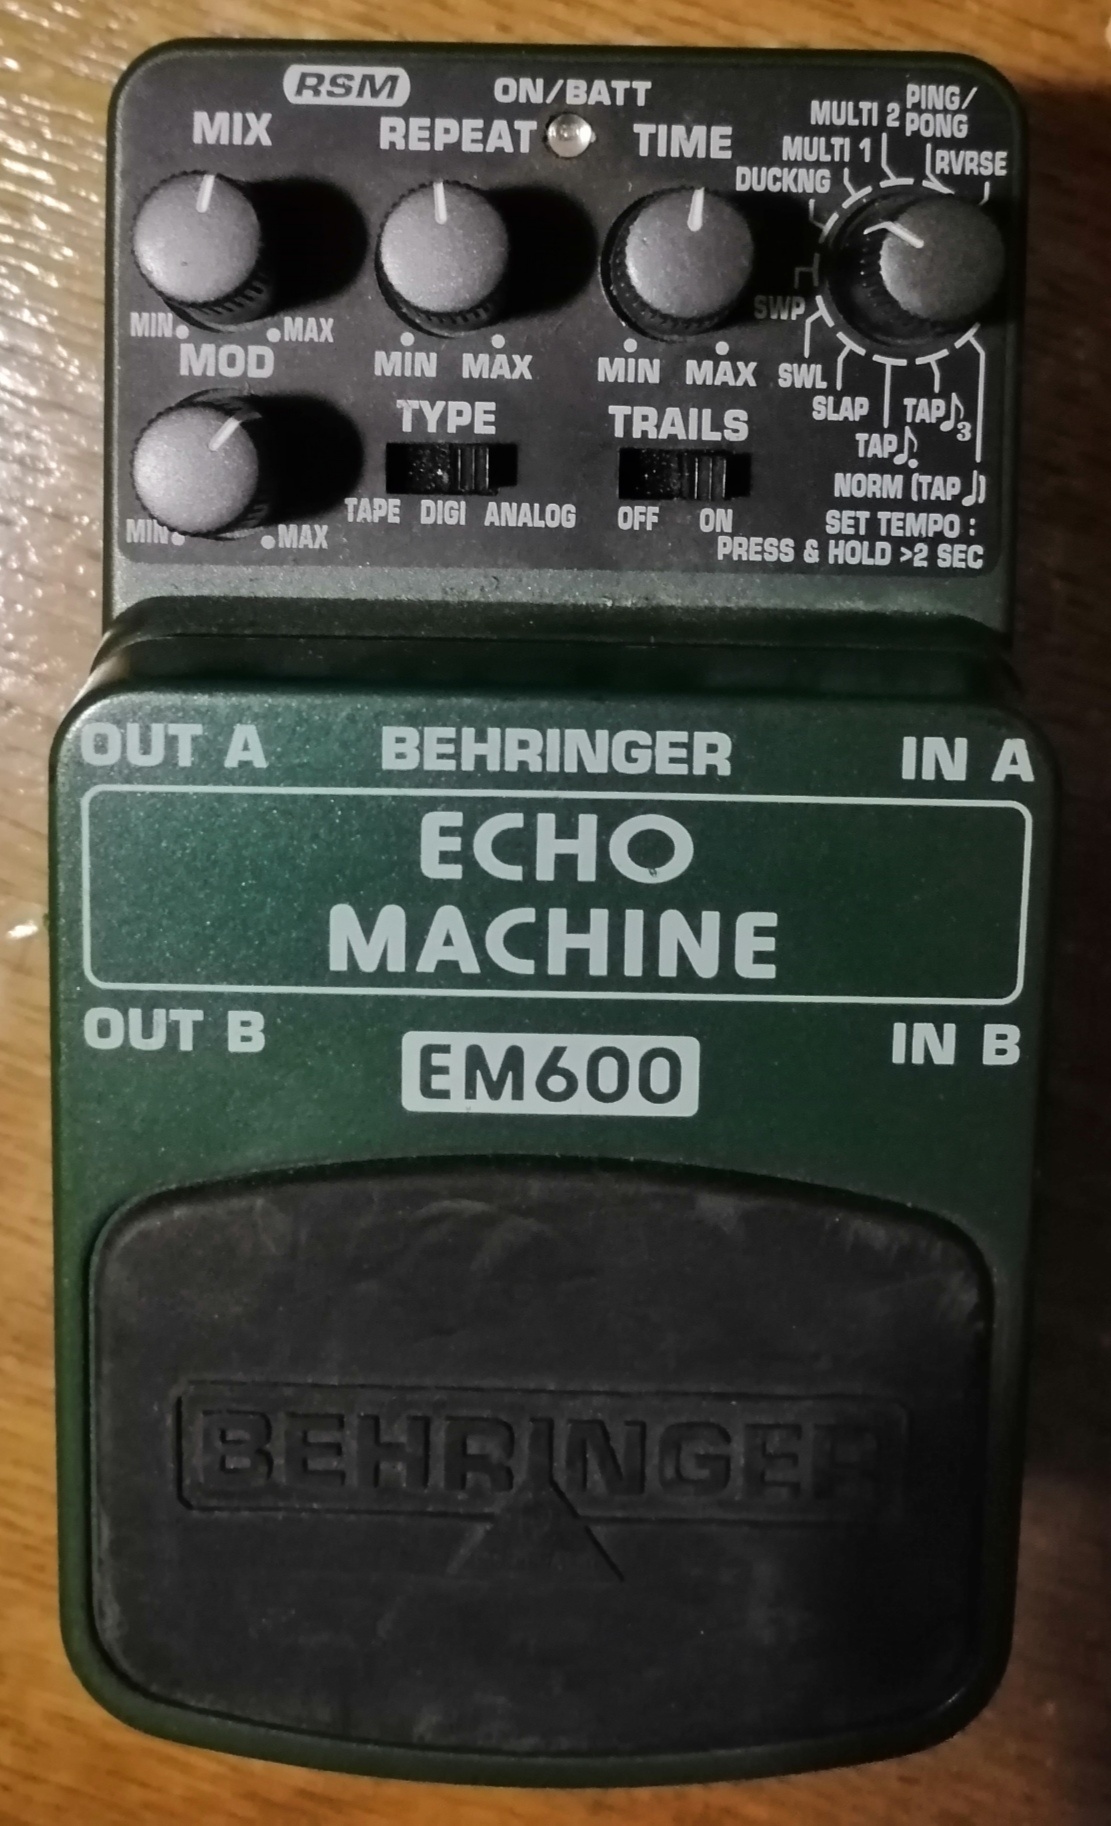 RSM
ON/BATT
MIX
REPEAT
TIME
MULTI 2
PING/
PONG
MULTI 1
RVRSE
DUCKNG
SWP
MIN
MAX
MIN
MAX
MIN
MAX
SWL
MOD
TYPE
TRAILS
SLAP
TAP♪3
TAP♪.
MIN
MAX
TAPE DIGI ANALOG
OFF ON
NORM (TAP♩)
SET TEMPO :
PRESS & HOLD >2 SEC
OUT A
BEHRINGER
IN A
ECHO
MACHINE
OUT B
IN B
EM600
BEHRINGER